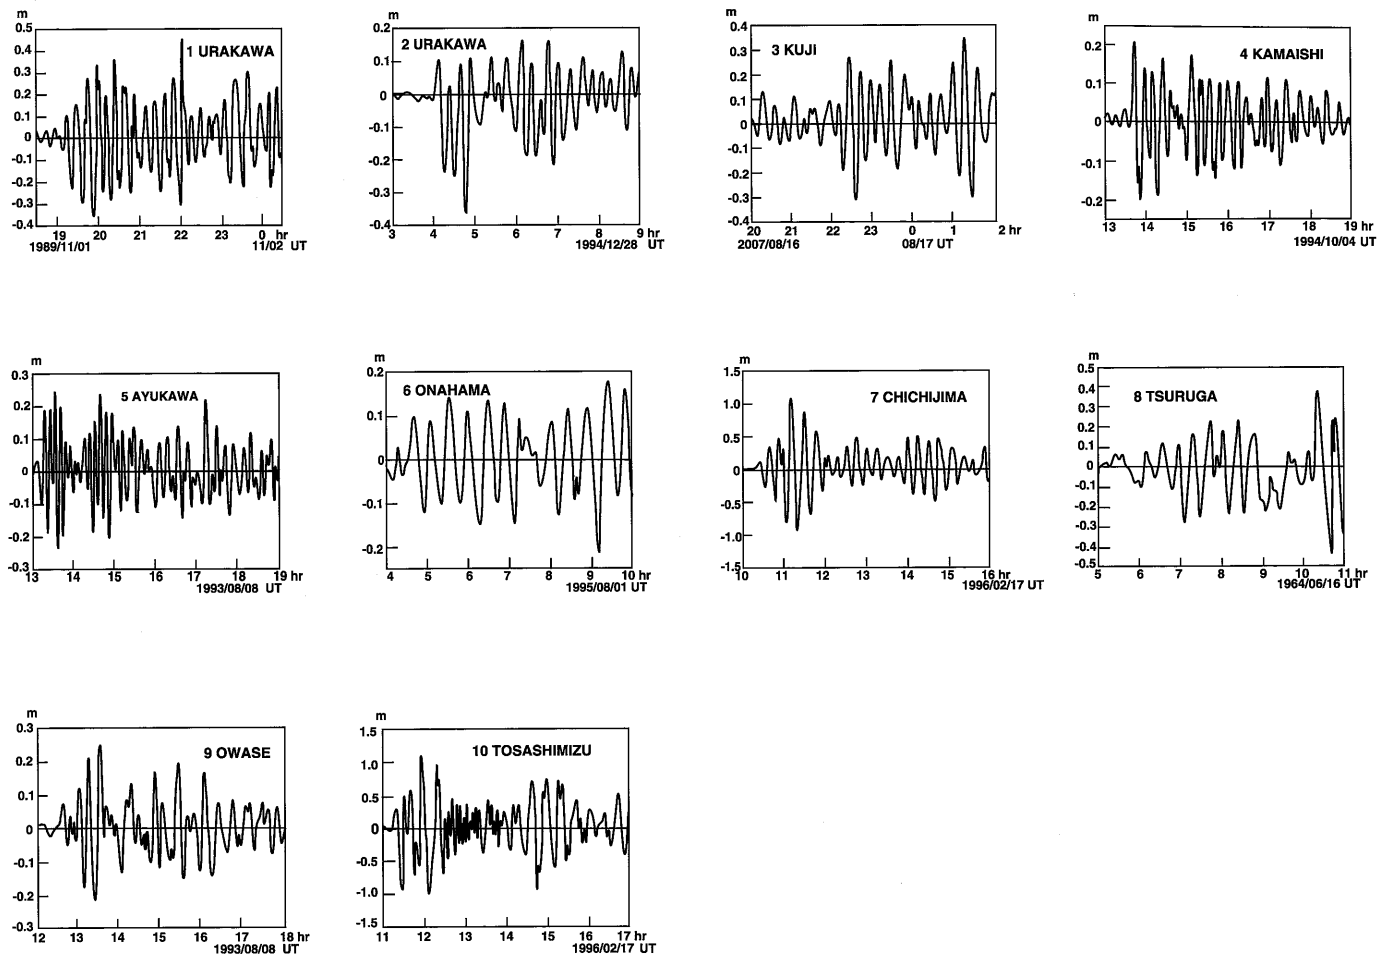 m
0.5
0.4
0.3
0.2
0.1
0
-0.1
-0.2
-0.3
-0.4
-0.5
1 URAKAWA
19 20 21 22 23 0 hr
1989/11/01 11/02 UT
m
0.2
0.1
0
-0.1
-0.2
-0.3
-0.4
2 URAKAWA
3 4 5 6 7 8 9 hr
1994/12/28 UT
m
0.4
0.3
0.2
0.1
0
-0.1
-0.2
-0.3
-0.4
3 KUJI
20 21 22 23 0 1 2 hr
2007/08/16 08/17 UT
m
0.2
0.1
0
-0.1
-0.2
4 KAMAISHI
13 14 15 16 17 18 19 hr
1994/10/04 UT
m
0.3
0.2
0.1
0
-0.1
-0.2
-0.3
5 AYUKAWA
13 14 15 16 17 18 19 hr
1993/08/08 UT
m
0.2
0.1
0
-0.1
-0.2
6 ONAHAMA
4 5 6 7 8 9 10 hr
1995/08/01 UT
m
1.5
1.0
0.5
0
-0.5
-1.0
-1.5
7 CHICHIJIMA
10 11 12 13 14 15 16 hr
1996/02/17 UT
m
0.5
0.4
0.3
0.2
0.1
0
-0.1
-0.2
-0.3
-0.4
-0.5
8 TSURUGA
5 6 7 8 9 10 11 hr
1964/06/16 UT
m
0.3
0.2
0.1
0
-0.1
-0.2
-0.3
9 OWASE
12 13 14 15 16 17 18 hr
1993/08/08 UT
m
1.5
1.0
0.5
0
-0.5
-1.0
-1.5
10 TOSASHIMIZU
11 12 13 14 15 16 17 hr
1996/02/17 UT